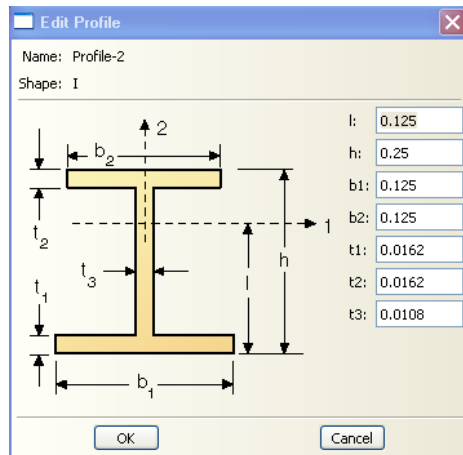 Edit Profile
Name: Profile-2
Shape: I
l: 0.125
h: 0.25
b1: 0.125
b2: 0.125
t1: 0.0162
t2: 0.0162
t3: 0.0108
2
b2
1
t2
t3
h
l
t1
b1
OK
Cancel